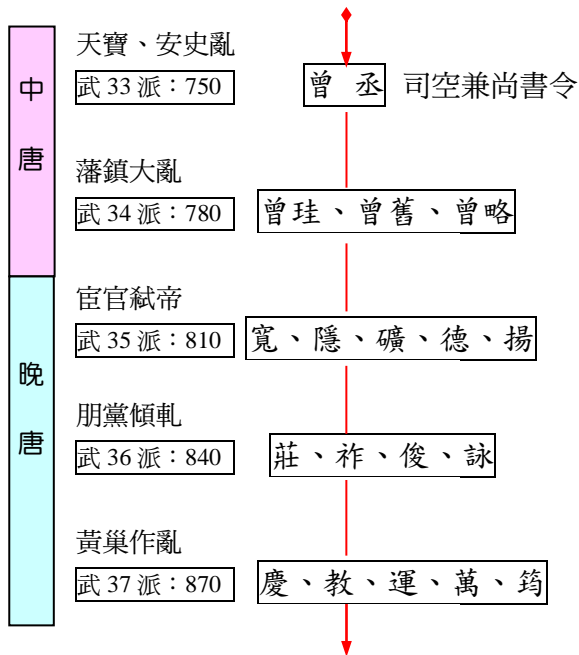 中唐
天寶、安史亂
武 33 派：750
曾丞 司空兼尚書令
藩鎮大亂
武 34 派：780
曾珪、曾舊、曾略
晚唐
宦官弒帝
武 35 派：810
寬、隱、礦、德、揚
朋黨傾軋
武 36 派：840
莊、祚、俊、詠
黃巢作亂
武 37 派：870
慶、教、運、萬、筠